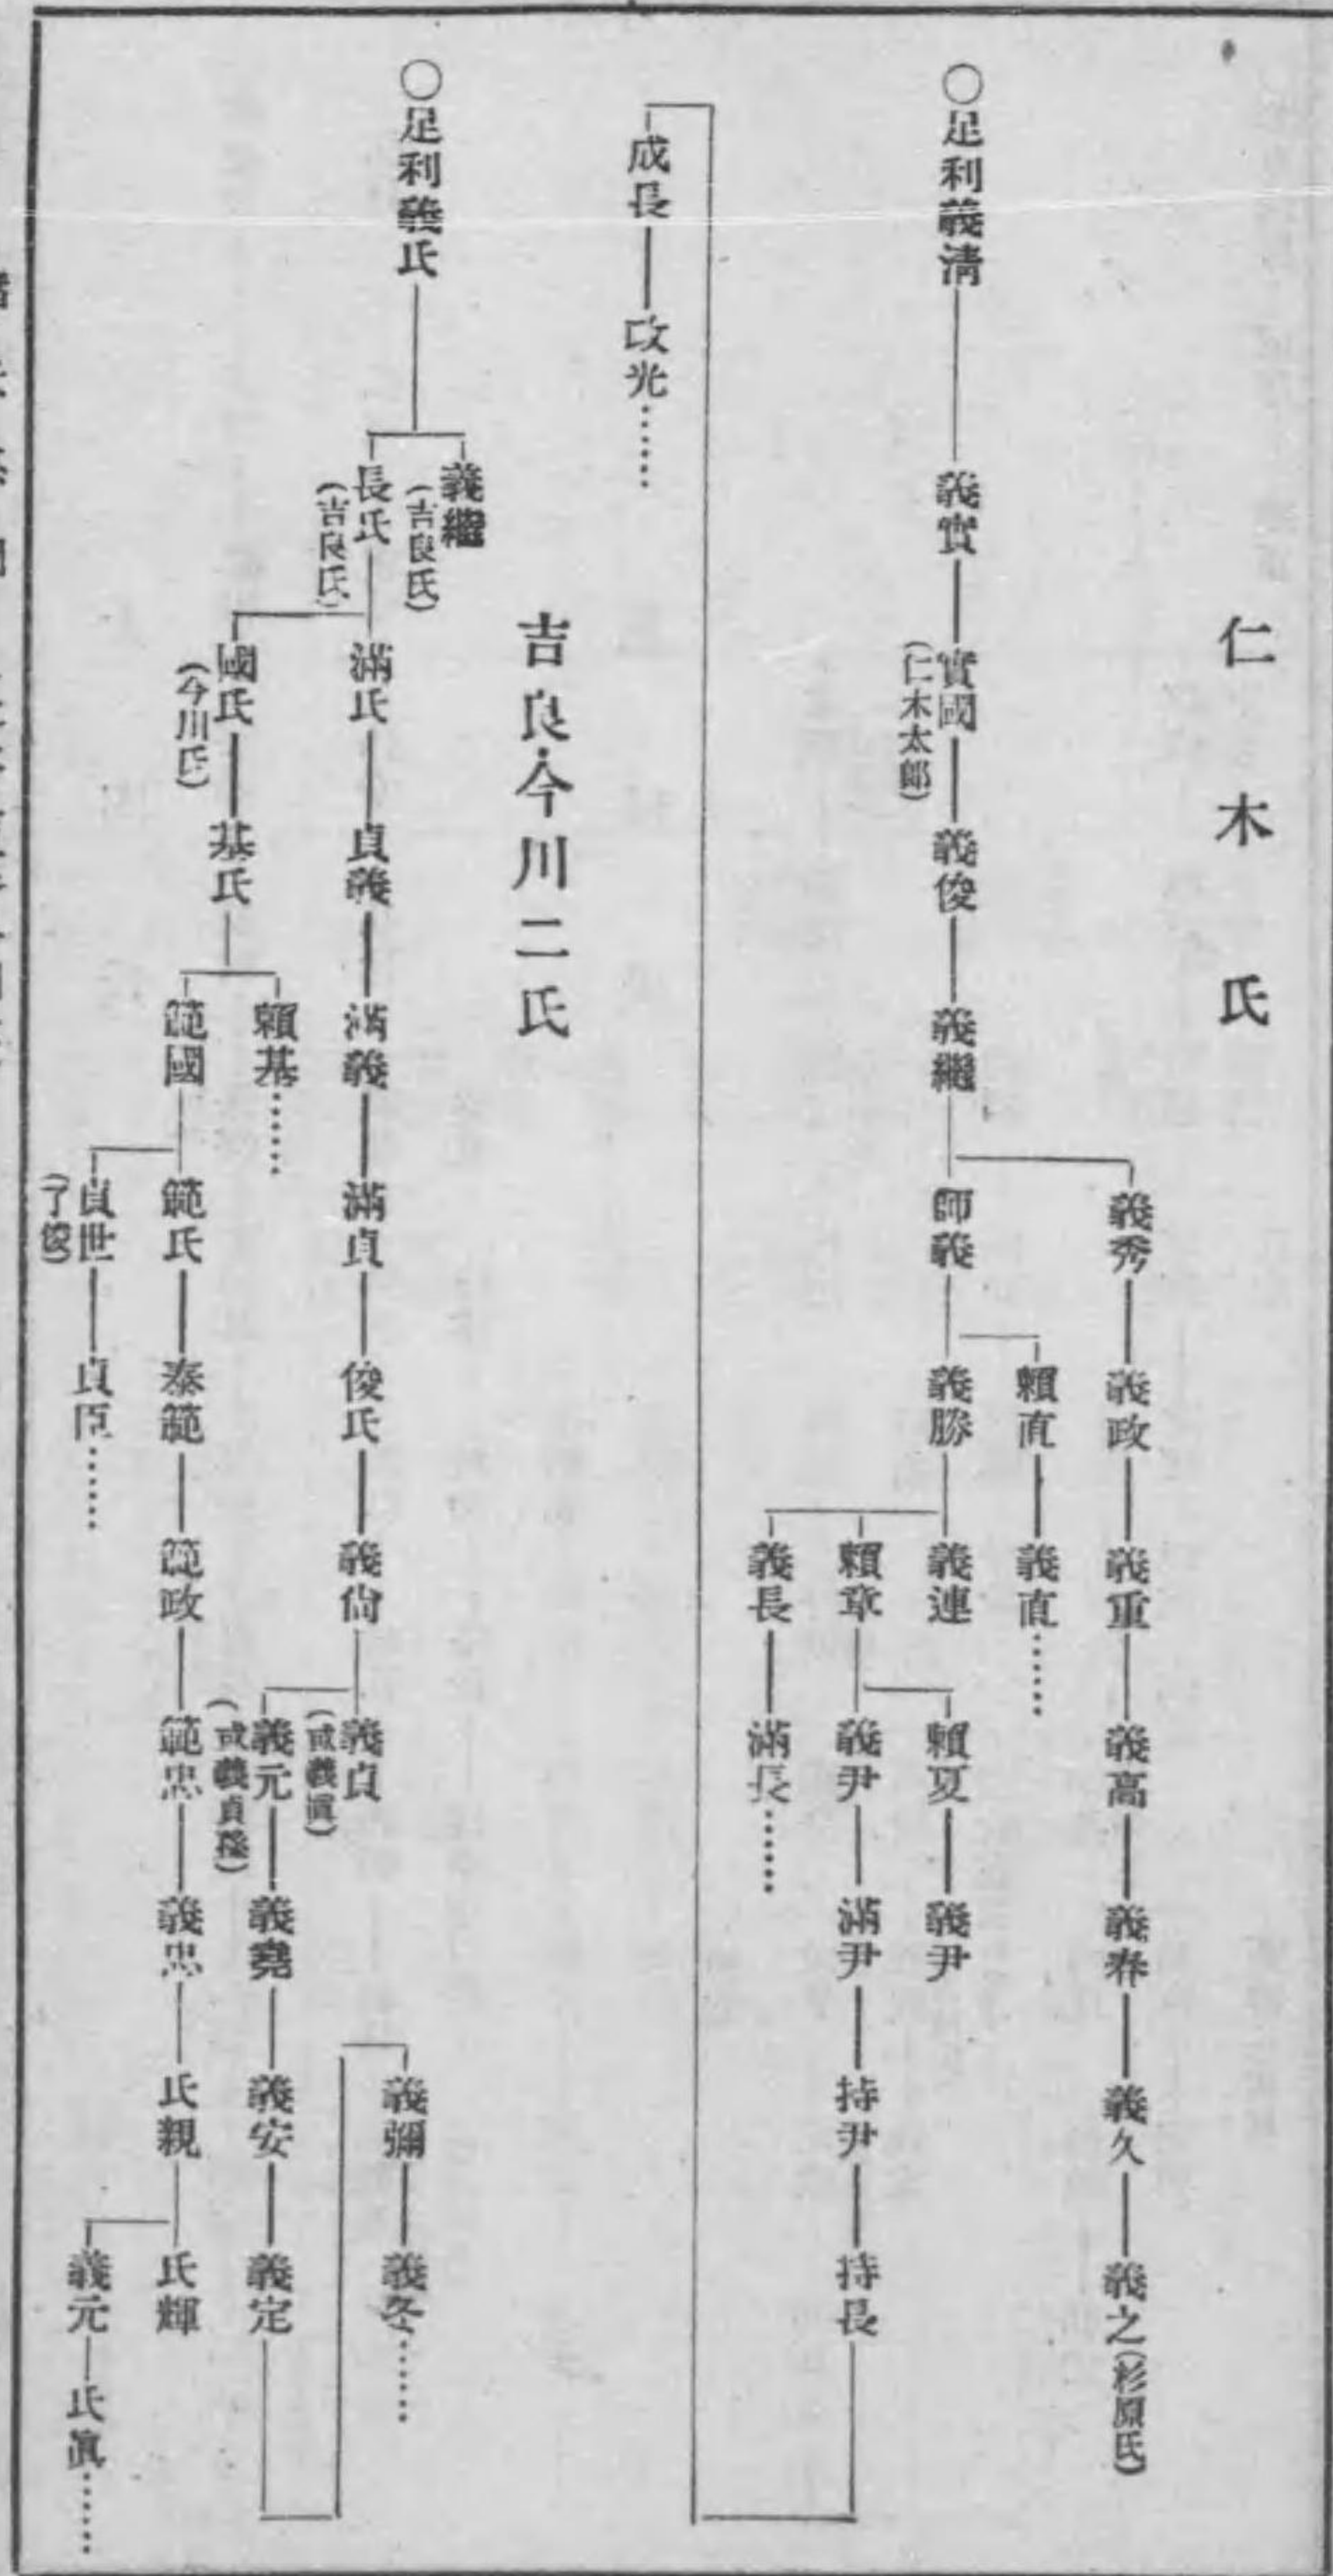 仁木氏
○足利義淸
義實
實國
(仁木太郎)
義俊
義繼
義秀
義政
義重
義高
義春
義久
義之(杉原氏)
師義
賴直
義直……
義勝
義連
賴章
賴夏
義尹
義尹
滿尹
持尹
持長
義長
滿長……
成長
政光……
吉良・今川二氏
○足利義氏
義繼
(吉良氏)
長氏
(吉良氏)
滿氏
貞義
滿義
滿貞
俊氏
義尙
義貞
(或義眞)
義元
(或義貞孫)
義堯
義安
義定
義彌
義冬……
國氏
(今川氏)
基氏
賴基……
範國
範氏
泰範
範政
範忠
義忠
氏親
氏輝
義元
氏眞……
貞世
(了俊)
貞臣……